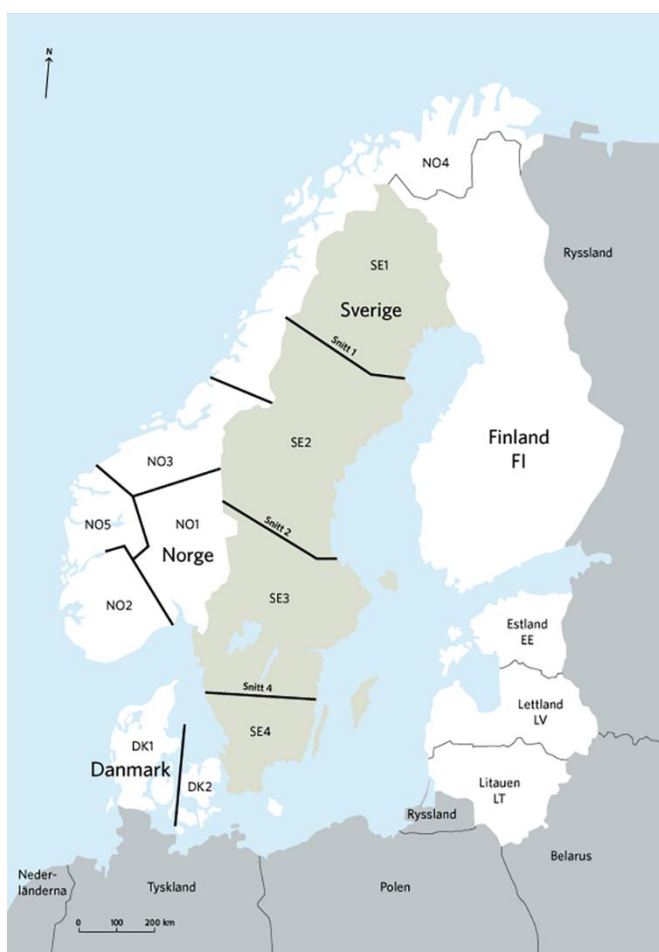 N
NO4
Ryssland
SE1
Sverige
Snitt 1
SE2
Finland
FI
NO3
NO5
NO1
Snitt 2
Norge
SE3
NO2
Estland
EE
Snitt 4
Lettland
LV
SE4
DK1
Danmark
DK2
Litauen
LT
Ryssland
Belarus
Neder-
länderna
Tyskland
Polen
0 100 200 km